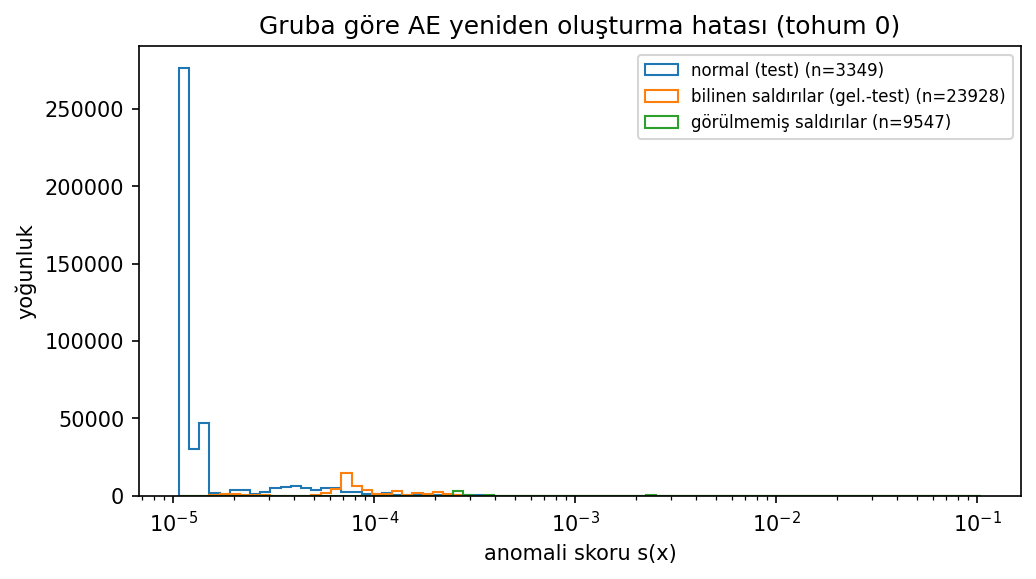 Gruba göre AE yeniden oluşturma hatası (tohum 0)
normal (test) (n=3349)
bilinen saldırılar (gel.-test) (n=23928)
görülmemiş saldırılar (n=9547)
yoğunluk
250000
200000
150000
100000
50000
0
10⁻⁵ 10⁻⁴ 10⁻³ 10⁻² 10⁻¹
anomali skoru s(x)